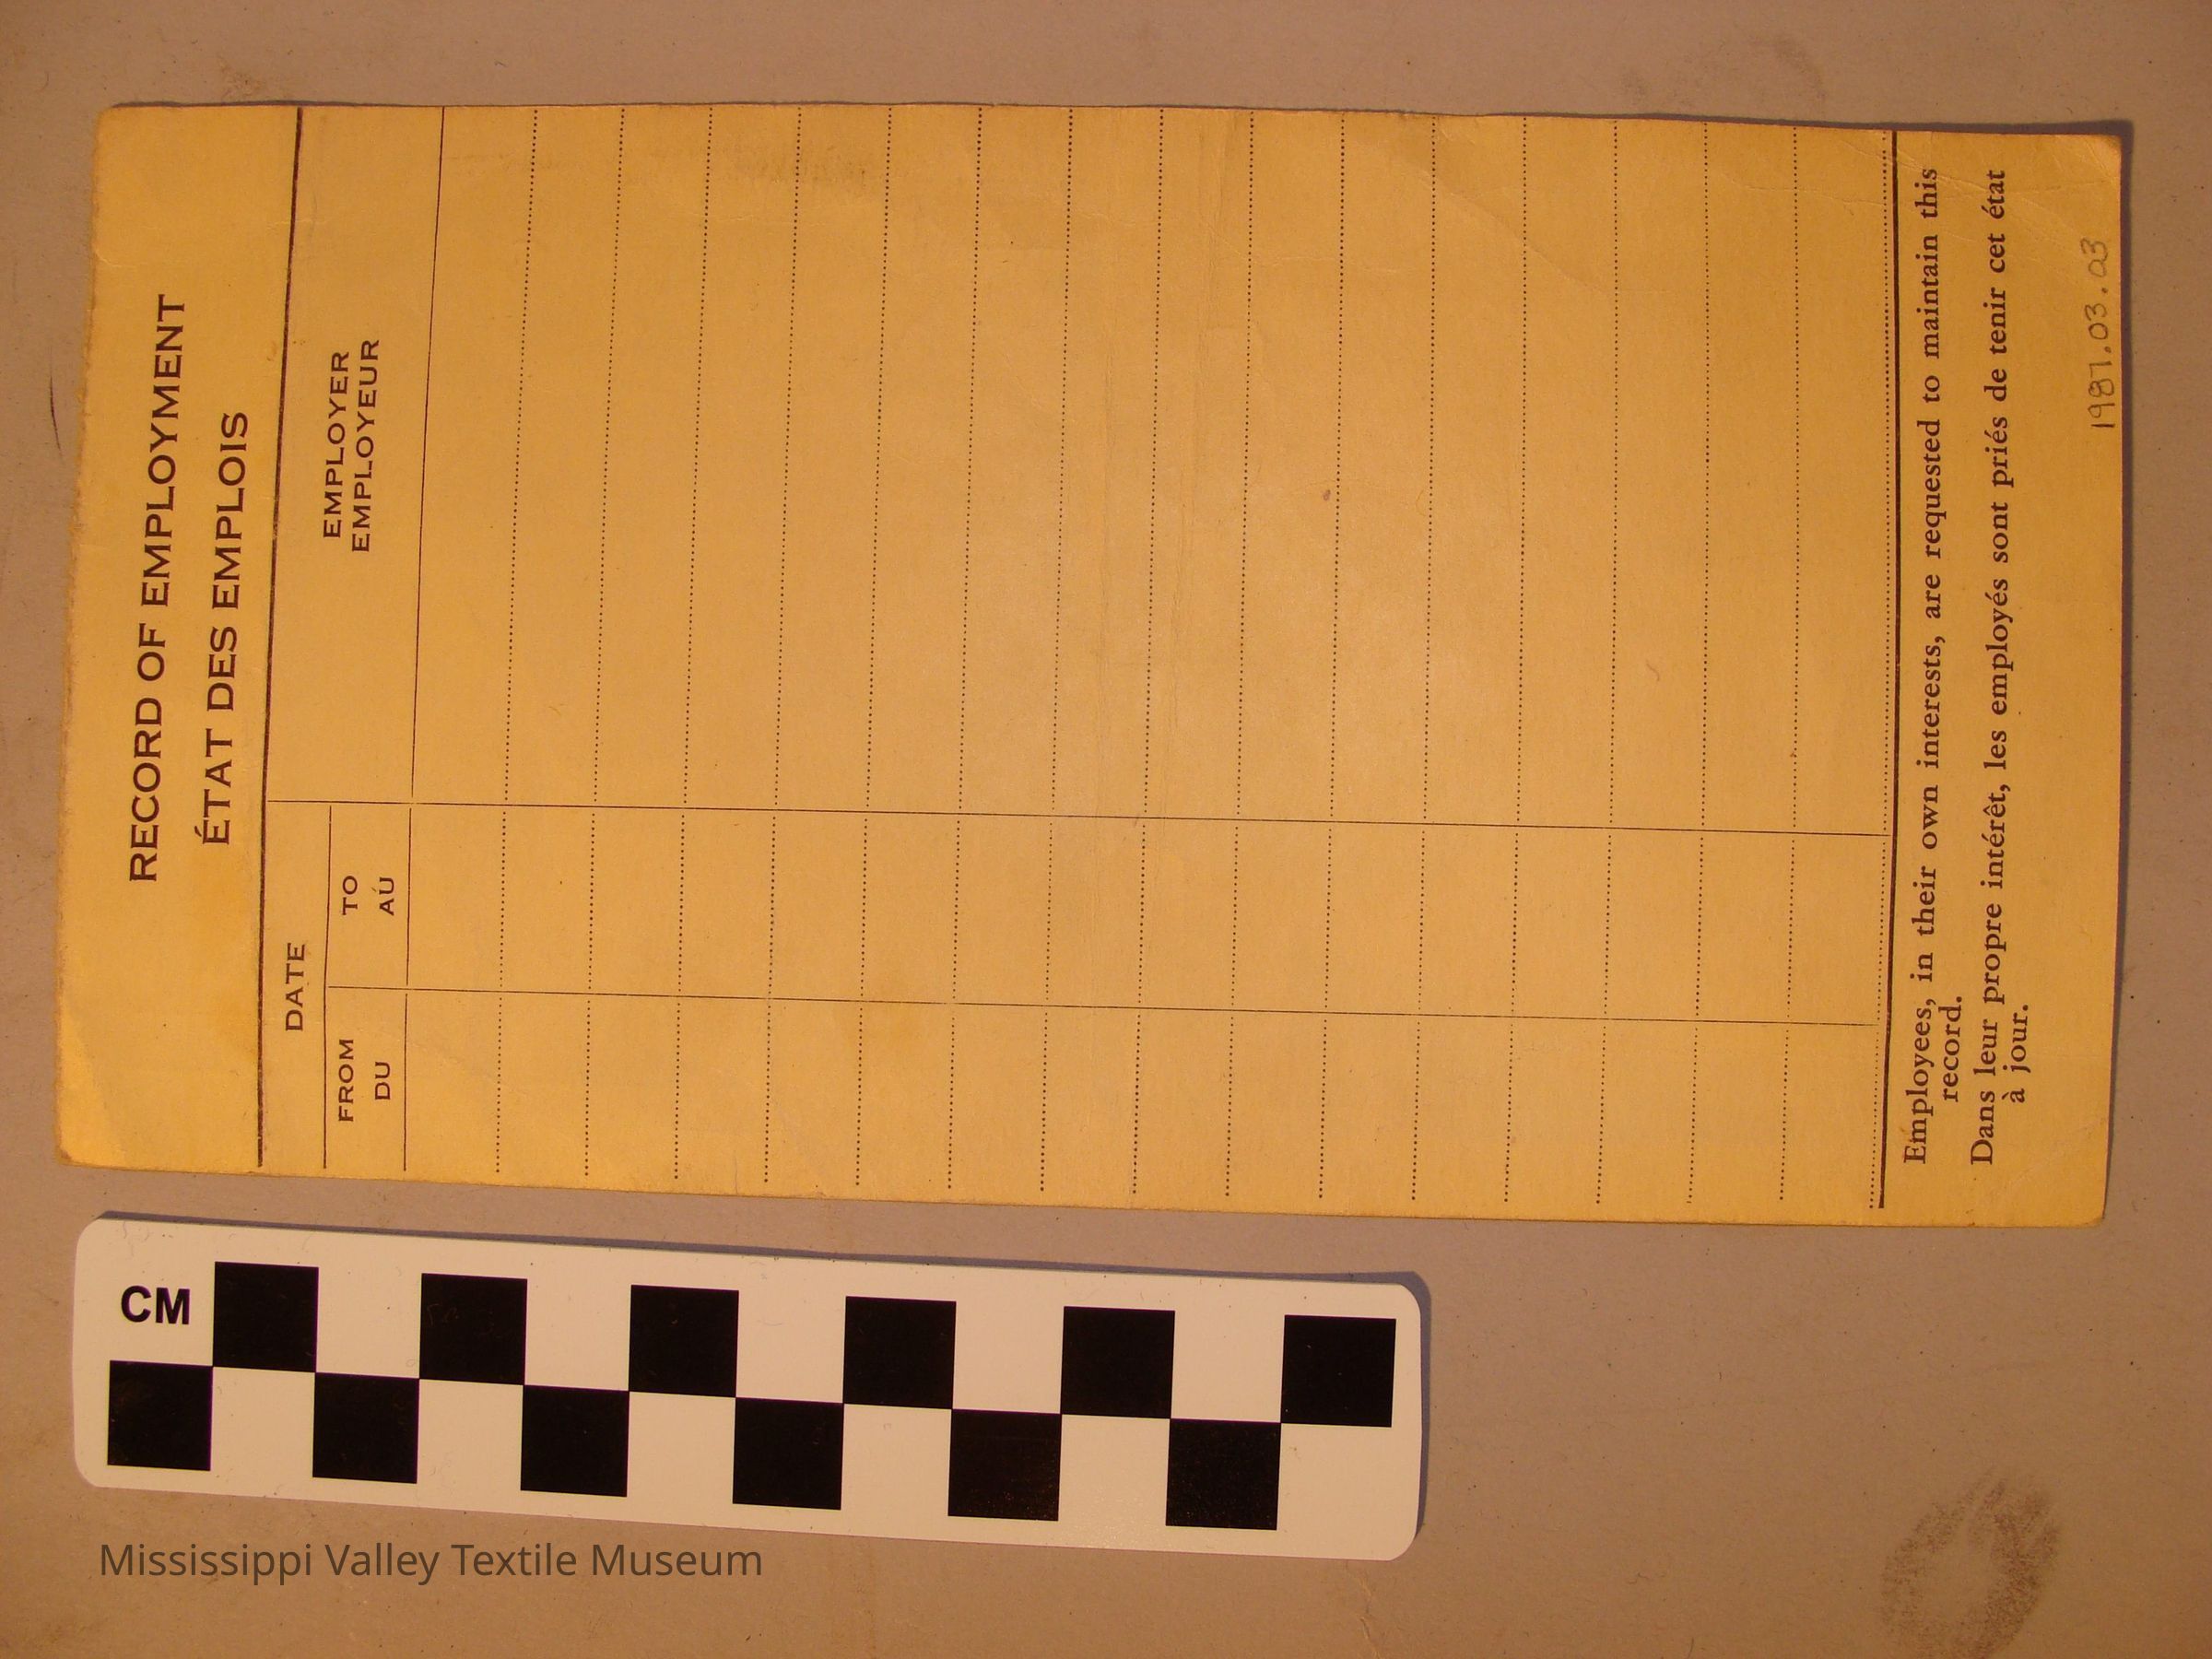 RECORD OF EMPLOYMENT
ÉTAT DES EMPLOIS
DATE
FROM
DU
TO
AÚ
EMPLOYER
EMPLOYEUR
Employees, in their own interests, are requested to maintain this
record.
Dans leur propre intérêt, les employés sont priés de tenir cet état
à jour.
1987.03.03
CM
Mississippi Valley Textile Museum